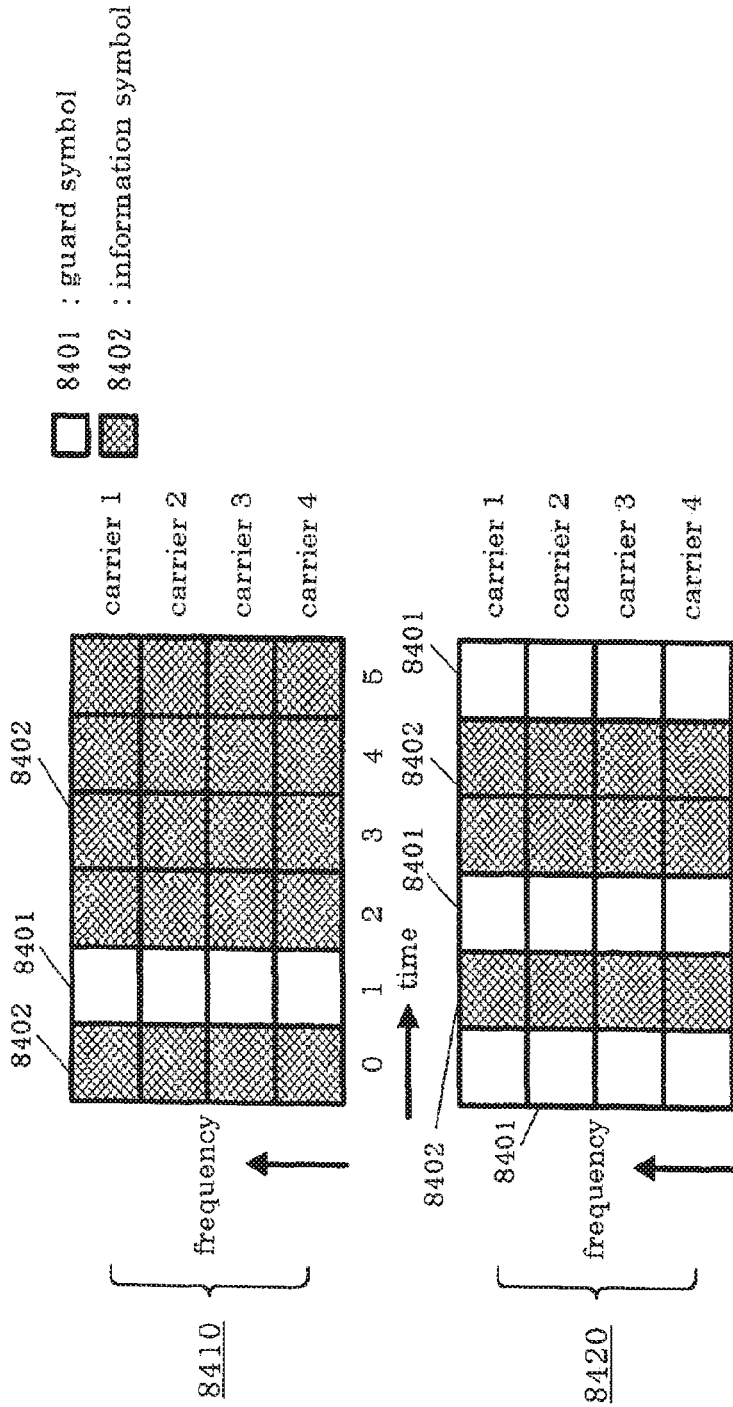 8401 : guard symbol
8402 : information symbol
8410
frequency
8402
8401
8402
carrier 1
carrier 2
carrier 3
carrier 4
0 1 2 3 4 5
time
8420
frequency
8402
8401
8401
8402
8401
carrier 1
carrier 2
carrier 3
carrier 4